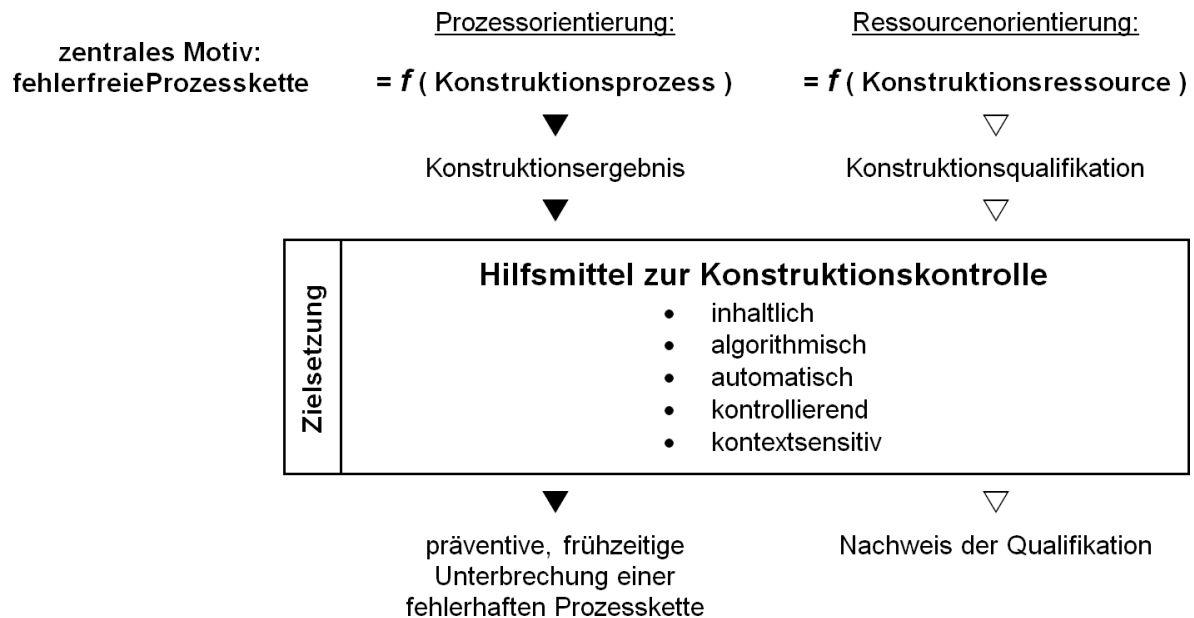 Prozessorientierung:
Ressourcenorientierung:
zentrales Motiv:
fehlerfreieProzesskette
= f ( Konstruktionsprozess )
= f ( Konstruktionsressource )
Konstruktionsergebnis
Konstruktionsqualifikation
Zielsetzung
Hilfsmittel zur Konstruktionskontrolle
• inhaltlich
• algorithmisch
• automatisch
• kontrollierend
• kontextsensitiv
präventive, frühzeitige
Unterbrechung einer
fehlerhaften Prozesskette
Nachweis der Qualifikation